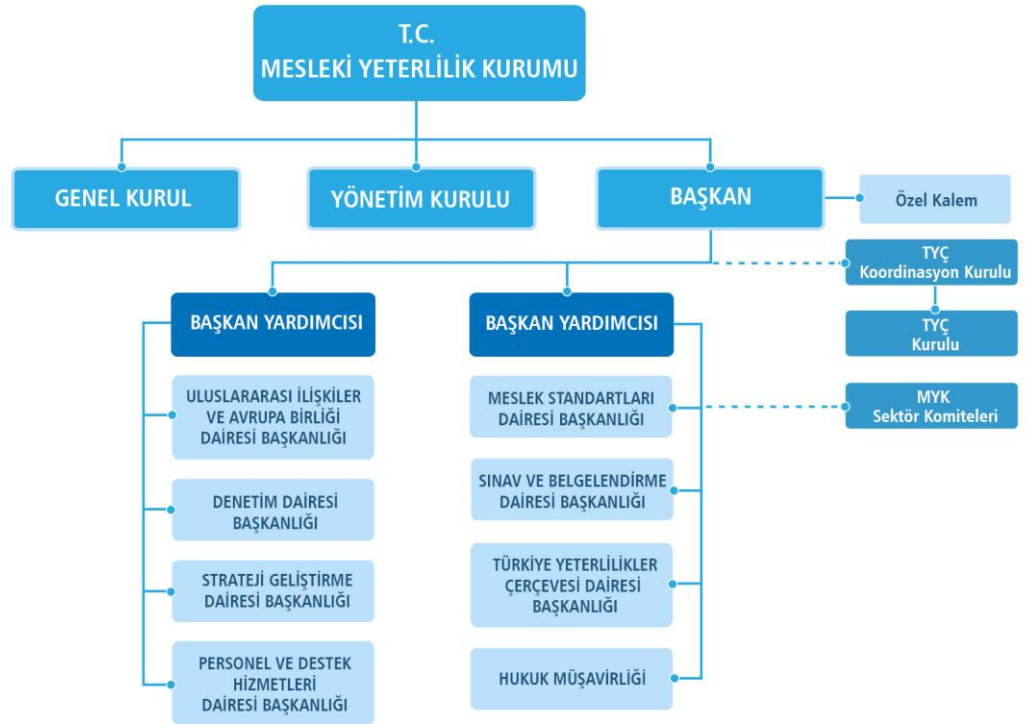 T.C.
MESLEKİ YETERLİLİK KURUMU
GENEL KURUL
YÖNETİM KURULU
BAŞKAN
Özel Kalem
TYÇ
Koordinasyon Kurulu
TYÇ
Kurulu
BAŞKAN YARDIMCISI
ULUSLARARASI İLİŞKİLER
VE AVRUPA BİRLİĞİ
DAİRESİ BAŞKANLIĞI
DENETİM DAİRESİ
BAŞKANLIĞI
STRATEJİ GELİŞTİRME
DAİRESİ BAŞKANLIĞI
PERSONEL VE DESTEK
HİZMETLERİ
DAİRESİ BAŞKANLIĞI
BAŞKAN YARDIMCISI
MESLEK STANDARTLARI
DAİRESİ BAŞKANLIĞI
MYK
Sektör Komiteleri
SINAV VE BELGELENDİRME
DAİRESİ BAŞKANLIĞI
TÜRKİYE YETERLİLİKLER
ÇERÇEVESİ DAİRESİ
BAŞKANLIĞI
HUKUK MÜŞAVİRLİĞİ